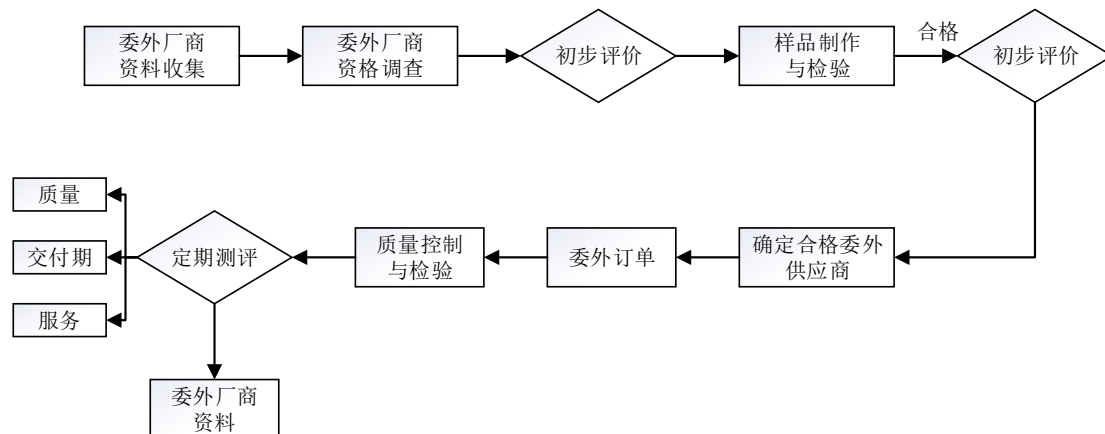 委外厂商
资料收集
委外厂商
资格调查
初步评价
样品制作
与检验
合格
初步评价
质量
交付期
服务
定期测评
质量控制
与检验
委外订单
确定合格委外
供应商
委外厂商
资料